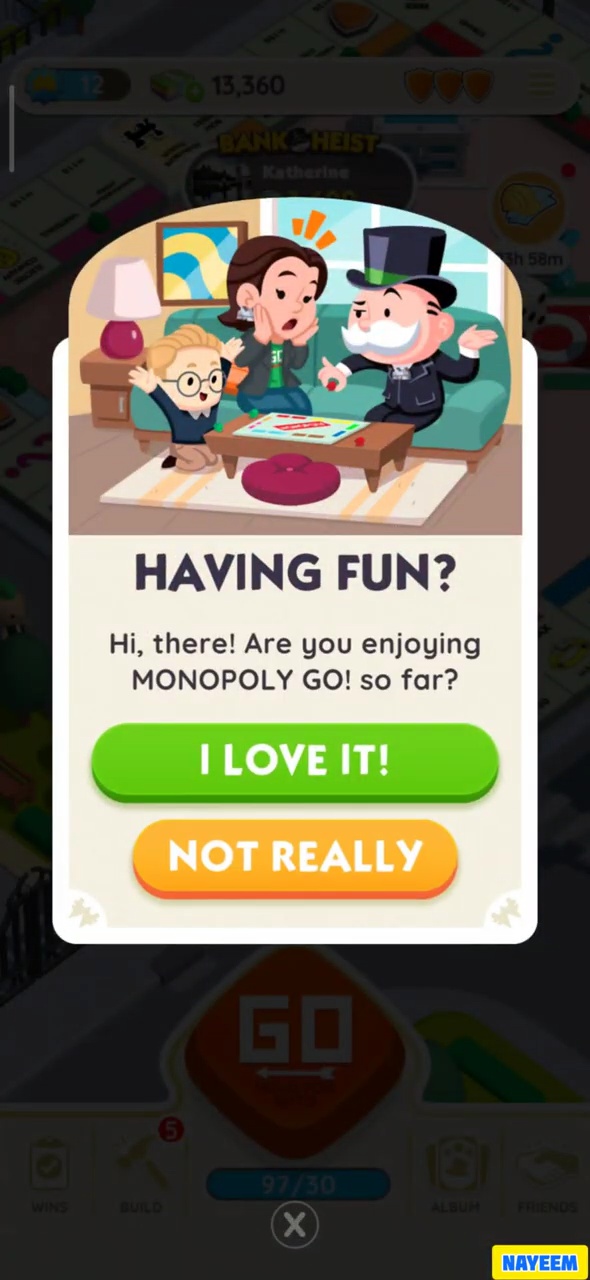 12
13,360
BANK HEIST
Katherine
3h 58m
HAVING FUN?
Hi, there! Are you enjoying
MONOPOLY GO! so far?
I LOVE IT!
NOT REALLY
GO
5
WINS
BUILD
97/30
ALBUM
FRIENDS
X
NAYEEM